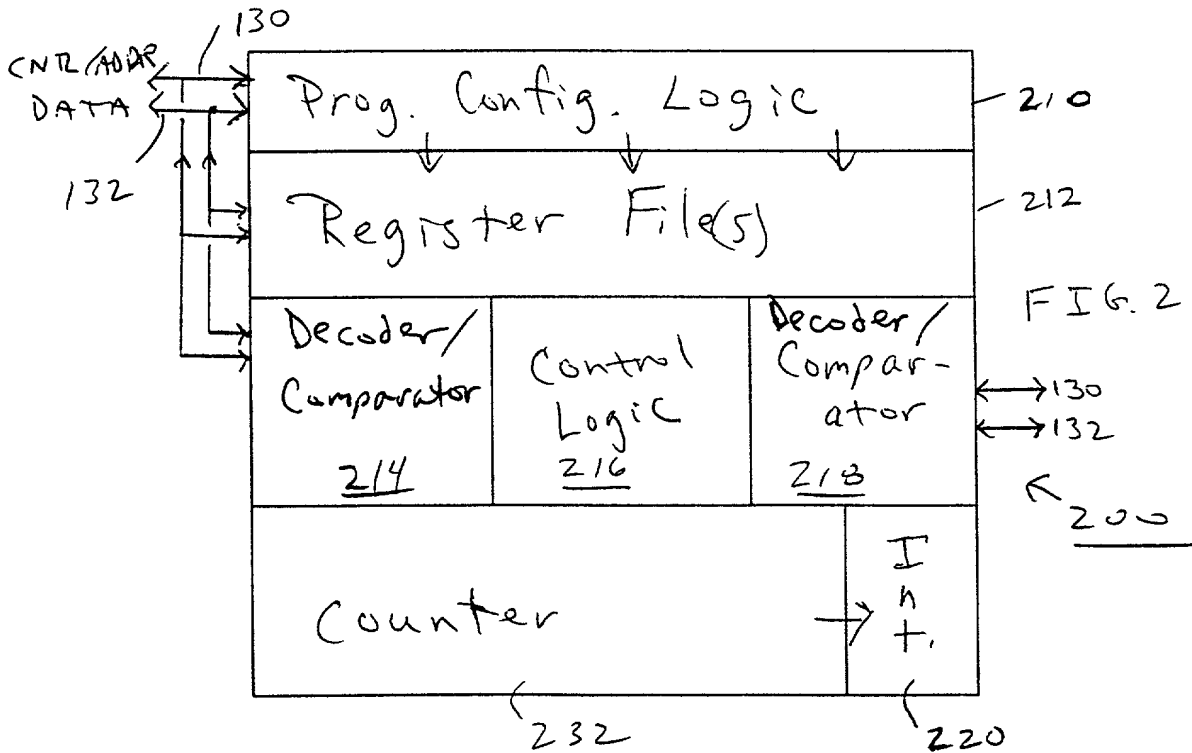 130
CNTL/ADDR
DATA
132
Prog. Config. Logic
210
Register File(s)
212
Decoder/
Comparator
214
Control
Logic
216
Decoder/
Compar-
ator
218
FIG. 2
130
132
200
Counter
232
Int.
220